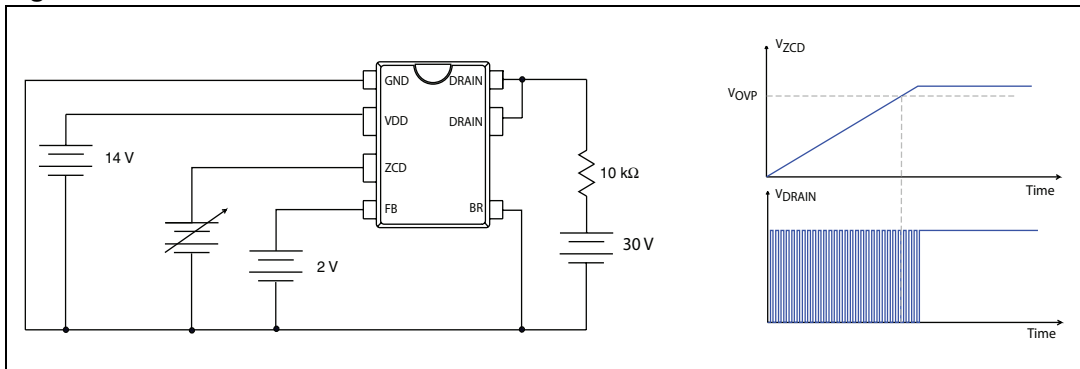 GND DRAIN
VDD DRAIN
ZCD
FB BR
14 V
2 V
10 kΩ
30 V
VZCD
VOVP
Time
VDRAIN
Time